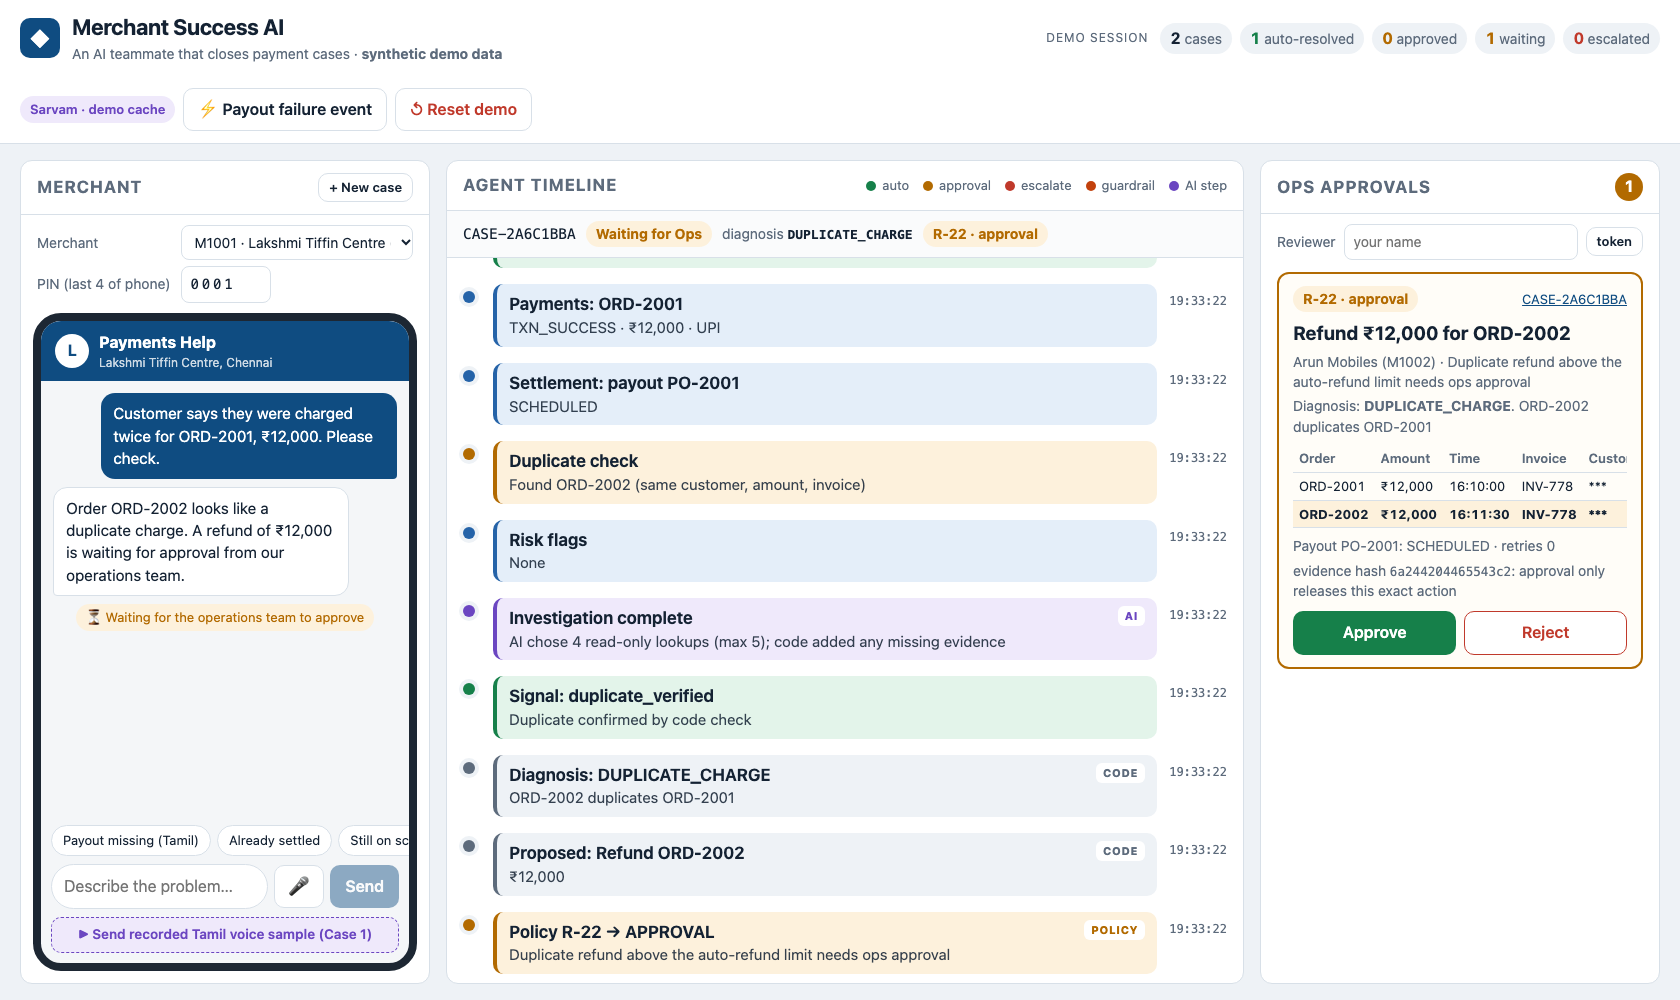 Merchant Success AI
An AI teammate that closes payment cases · synthetic demo data
DEMO SESSION
2 cases
1 auto-resolved
0 approved
1 waiting
0 escalated
Sarvam · demo cache
⚡ Payout failure event
↺ Reset demo
MERCHANT
+ New case
Merchant
M1001 · Lakshmi Tiffin Centre
PIN (last 4 of phone)
0001
L
Payments Help
Lakshmi Tiffin Centre, Chennai
Customer says they were charged
twice for ORD-2001, ₹12,000. Please
check.
Order ORD-2002 looks like a
duplicate charge. A refund of ₹12,000
is waiting for approval from our
operations team.
⏳ Waiting for the operations team to approve
Payout missing (Tamil)
Already settled
Still on sc
Describe the problem...
🎤
Send
▶ Send recorded Tamil voice sample (Case 1)
AGENT TIMELINE
auto
approval
escalate
guardrail
AI step
CASE-2A6C1BBA
Waiting for Ops
diagnosis DUPLICATE_CHARGE
R-22 · approval
Payments: ORD-2001
TXN_SUCCESS · ₹12,000 · UPI
19:33:22
Settlement: payout PO-2001
SCHEDULED
19:33:22
Duplicate check
Found ORD-2002 (same customer, amount, invoice)
19:33:22
Risk flags
None
19:33:22
Investigation complete
AI
AI chose 4 read-only lookups (max 5); code added any missing evidence
19:33:22
Signal: duplicate_verified
Duplicate confirmed by code check
19:33:22
Diagnosis: DUPLICATE_CHARGE
CODE
ORD-2002 duplicates ORD-2001
19:33:22
Proposed: Refund ORD-2002
CODE
₹12,000
19:33:22
Policy R-22 → APPROVAL
POLICY
Duplicate refund above the auto-refund limit needs ops approval
19:33:22
OPS APPROVALS
1
Reviewer
your name
token
R-22 · approval
CASE-2A6C1BBA
Refund ₹12,000 for ORD-2002
Arun Mobiles (M1002) · Duplicate refund above the
auto-refund limit needs ops approval
Diagnosis: DUPLICATE_CHARGE. ORD-2002
duplicates ORD-2001
Order Amount Time Invoice Custo
ORD-2001 ₹12,000 16:10:00 INV-778 ***
ORD-2002 ₹12,000 16:11:30 INV-778 ***
Payout PO-2001: SCHEDULED · retries 0
evidence hash 6a244204465543c2: approval only
releases this exact action
Approve
Reject